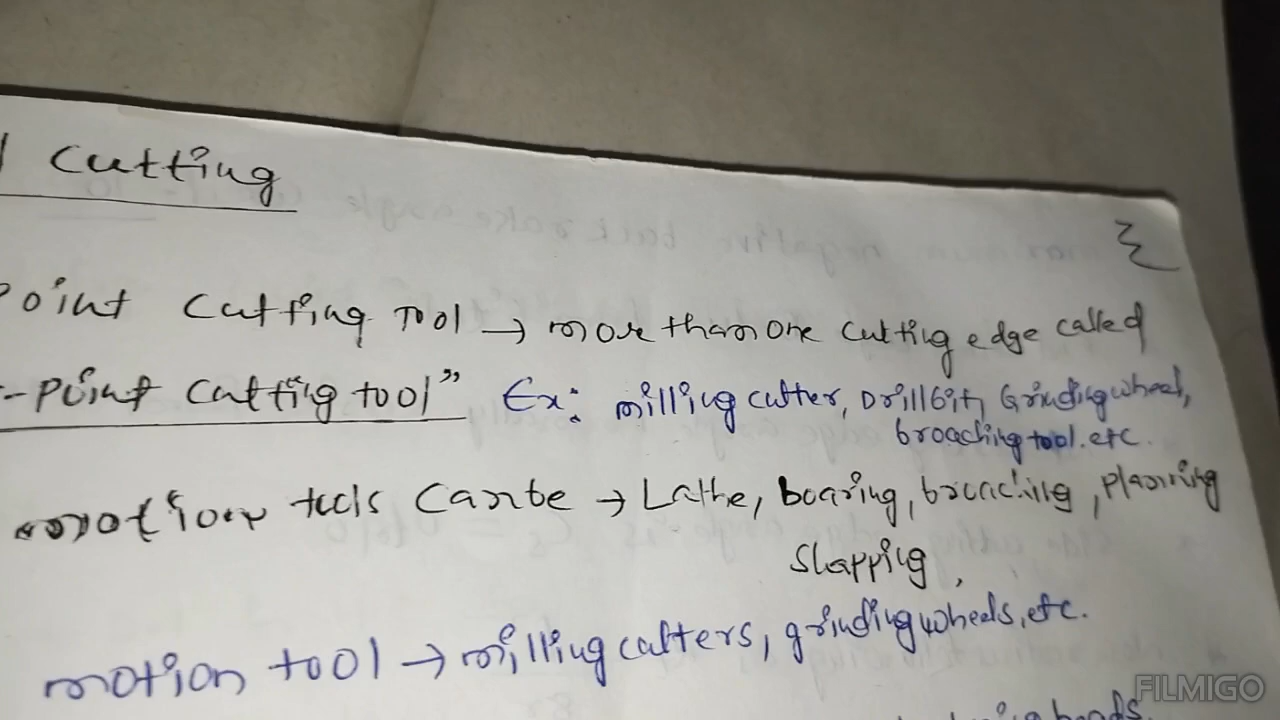 Cutting
Point Cutting Tool → more than one cutting edge called
-Point Cutting tool” Ex: milling cutter, Drill bit, Grinding wheel,
broaching tool. etc.
motion tools Can be → Lathe, boaring, broaching, planning
Slapping,
motion tool → milling cutters, grinding wheels, etc.
FILMIGO